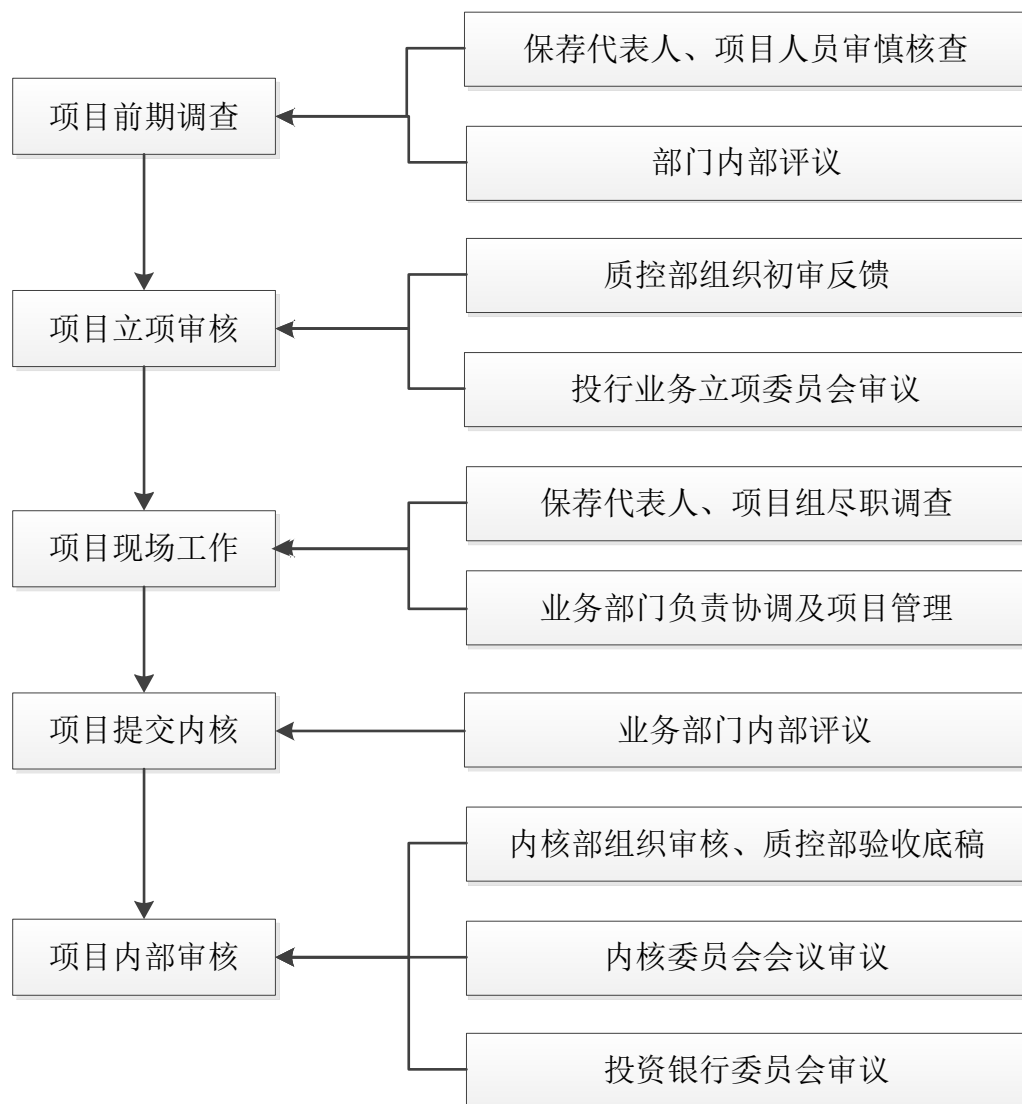 保荐代表人、项目人员审慎核查
项目前期调查
部门内部评议
质控部组织初审反馈
项目立项审核
投行业务立项委员会审议
保荐代表人、项目组尽职调查
项目现场工作
业务部门负责协调及项目管理
项目提交内核
业务部门内部评议
内核部组织审核、质控部验收底稿
项目内部审核
内核委员会会议审议
投资银行委员会审议